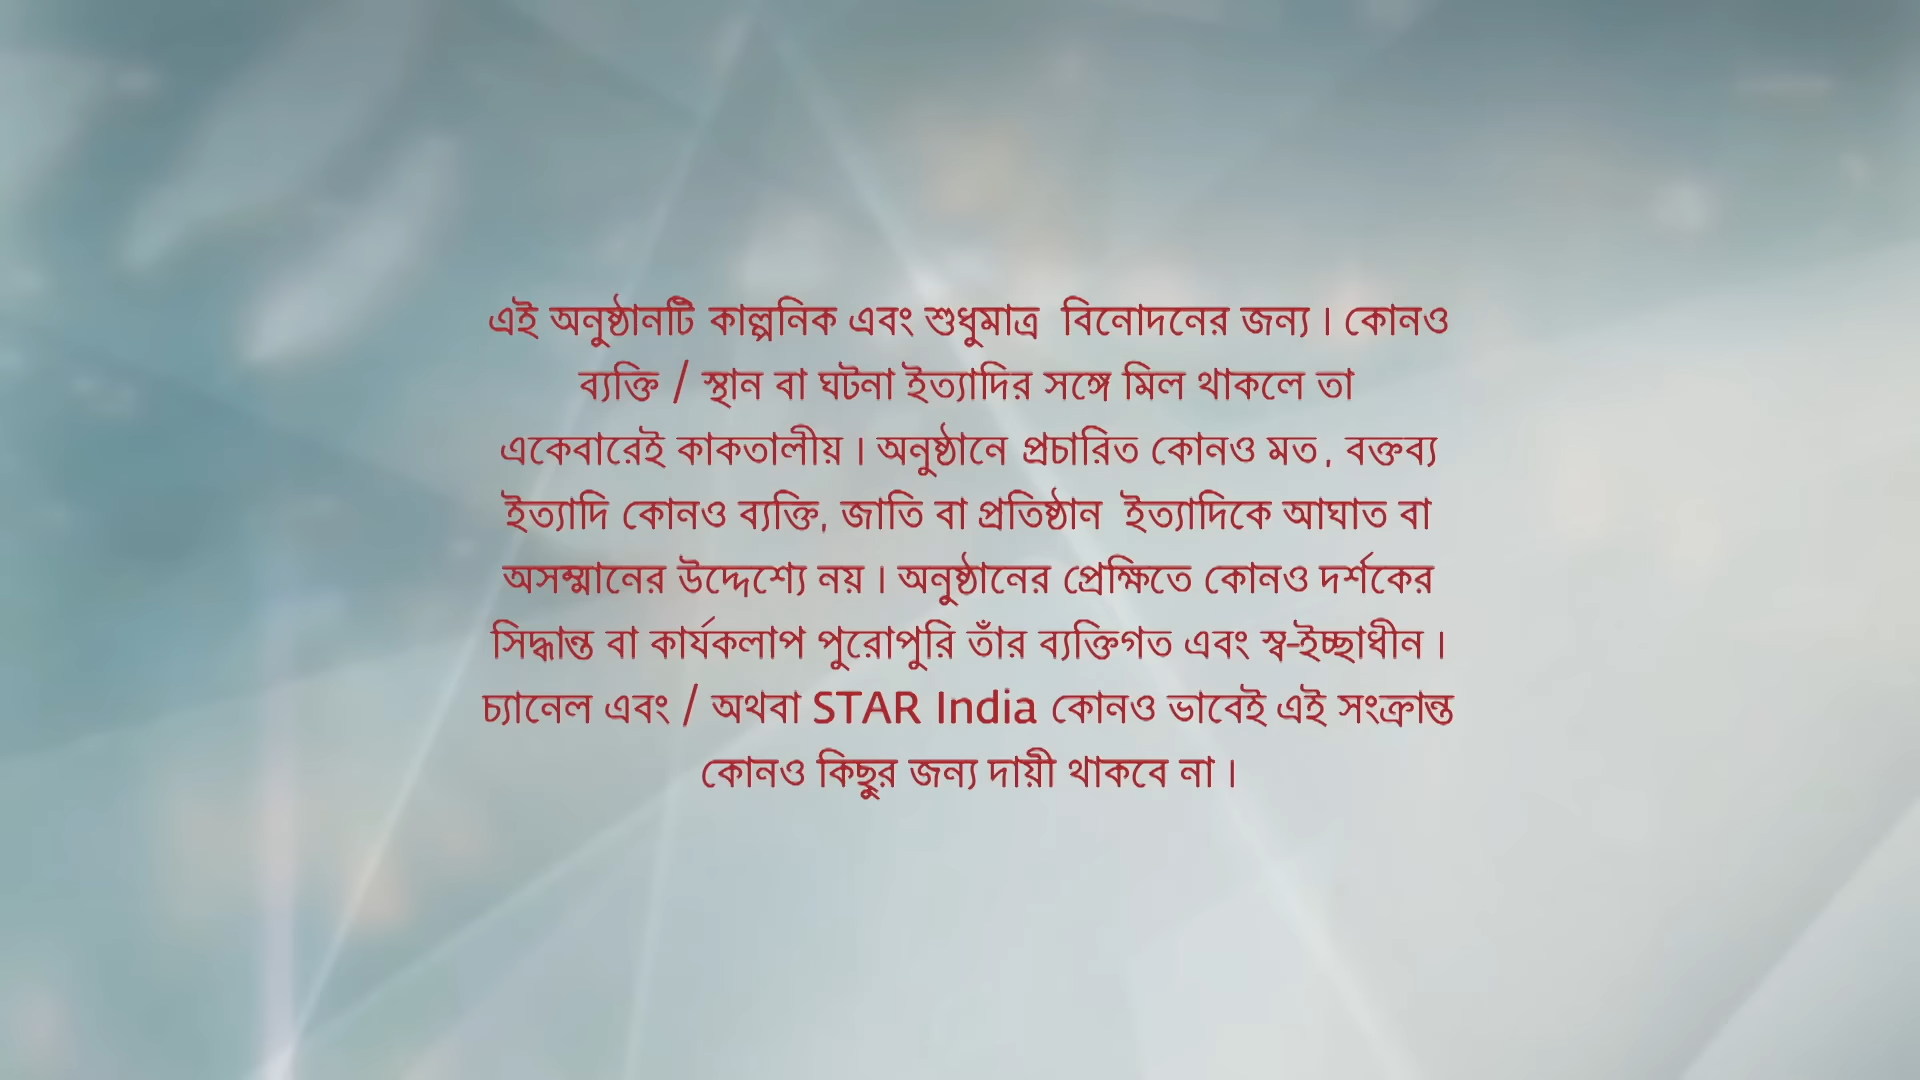 এই অনুষ্ঠানটি কাল্পনিক এবং শুধুমাত্র বিনোদনের জন্য । কোনও
ব্যক্তি / স্থান বা ঘটনা ইত্যাদির সঙ্গে মিল থাকলে তা
একেবারেই কাকতালীয় । অনুষ্ঠানে প্রচারিত কোনও মত , বক্তব্য
ইত্যাদি কোনও ব্যক্তি, জাতি বা প্রতিষ্ঠান ইত্যাদিকে আঘাত বা
অসম্মানের উদ্দেশ্যে নয় । অনুষ্ঠানের প্রেক্ষিতে কোনও দর্শকের
সিদ্ধান্ত বা কার্যকলাপ পুরোপুরি তাঁর ব্যক্তিগত এবং স্ব-ইচ্ছাধীন ।
চ্যানেল এবং / অথবা STAR India কোনও ভাবেই এই সংক্রান্ত
কোনও কিছুর জন্য দায়ী থাকবে না ।